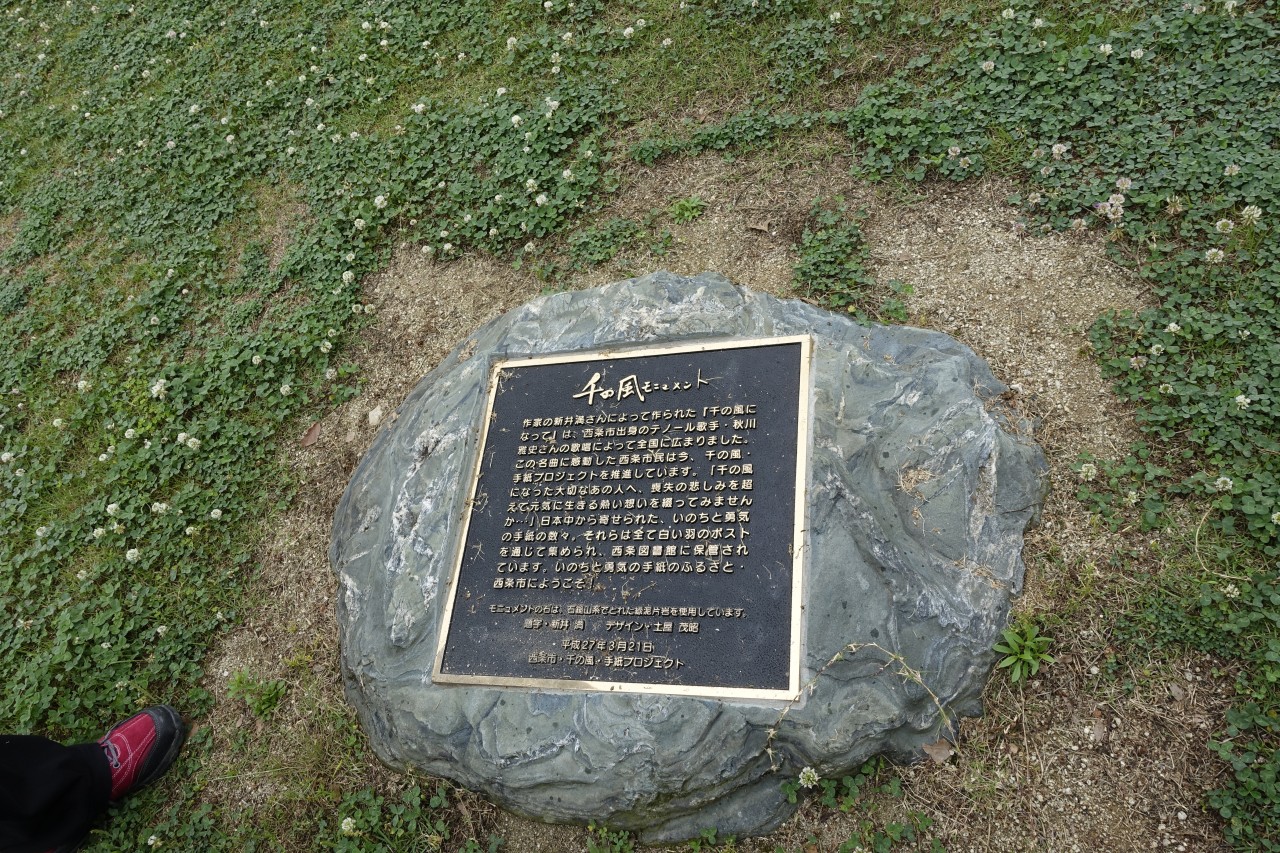 千の風モニュメント
作家の新井満さんによって作られた「千の風に
なって」は、西条市出身のテノール歌手・秋川
雅史さんの歌唱によって全国に広まりました。
この名曲に感動した西条市民は今、千の風・
手紙プロジェクトを推進しています。「千の風
になった大切なあの人へ、喪失の悲しみを超
えて元気に生きる熱い想いを綴ってみません
か…」日本中から寄せられた、いのちと勇気
の手紙の数々。それらは全て白い羽のポスト
を通じて集められ、西条図書館に保管され
ています。いのちと勇気の手紙のふるさと・
西条市にようこそ!
モニュメントの石は、石鎚山系でとれた緑泥片岩を使用しています。
題字・新井 満 デザイン・土屋 茂昭
平成27年3月21日
西条市・千の風・手紙プロジェクト